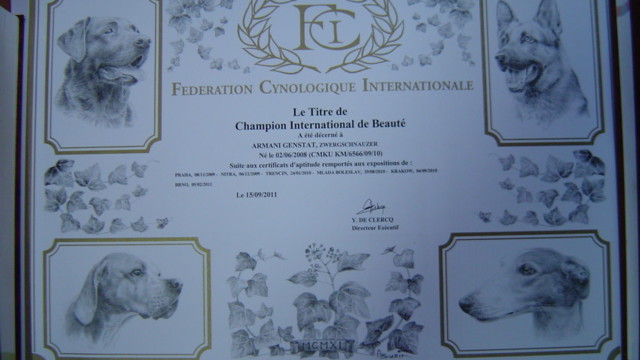 FCI
FEDERATION CYNOLOGIQUE INTERNATIONALE
Le Titre de
Champion International de Beauté
A été décerné à
ARMANI GENSTAT, ZWERGSCHNAUZER
Né le 02/06/2008 (CMKU KM/6566/09/10)
Suite aux certificats d'aptitude remportés aux expositions de :
PRAHA, 08/11/2009 - NITRA, 06/12/2009 - TRENCIN, 24/01/2010 - MLADA BOLESLAV, 29/08/2010 - KRAKOW, 04/09/2010
BRNO, 05/02/2011
Le 15/09/2011
Y. DE CLERCQ
Directeur Exécutif
MCMXI